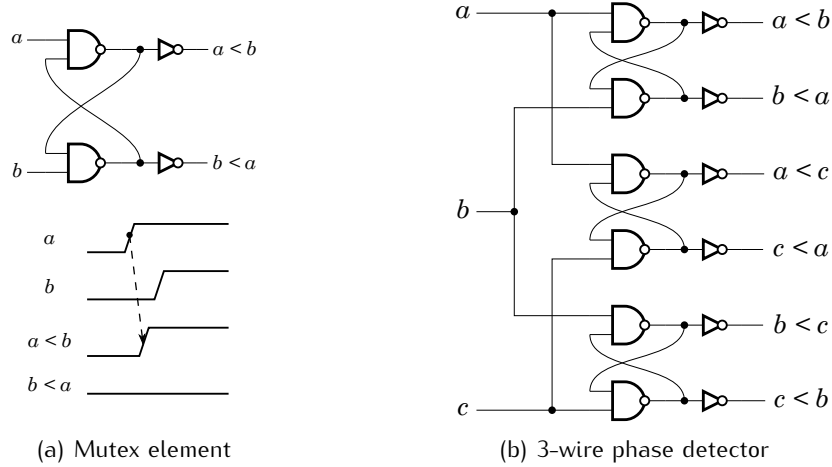 a
a < b
b
b < a
a
b
a < b
b < a
(a) Mutex element
a
a < b
b < a
a < c
b
c < a
b < c
c < b
c
(b) 3-wire phase detector